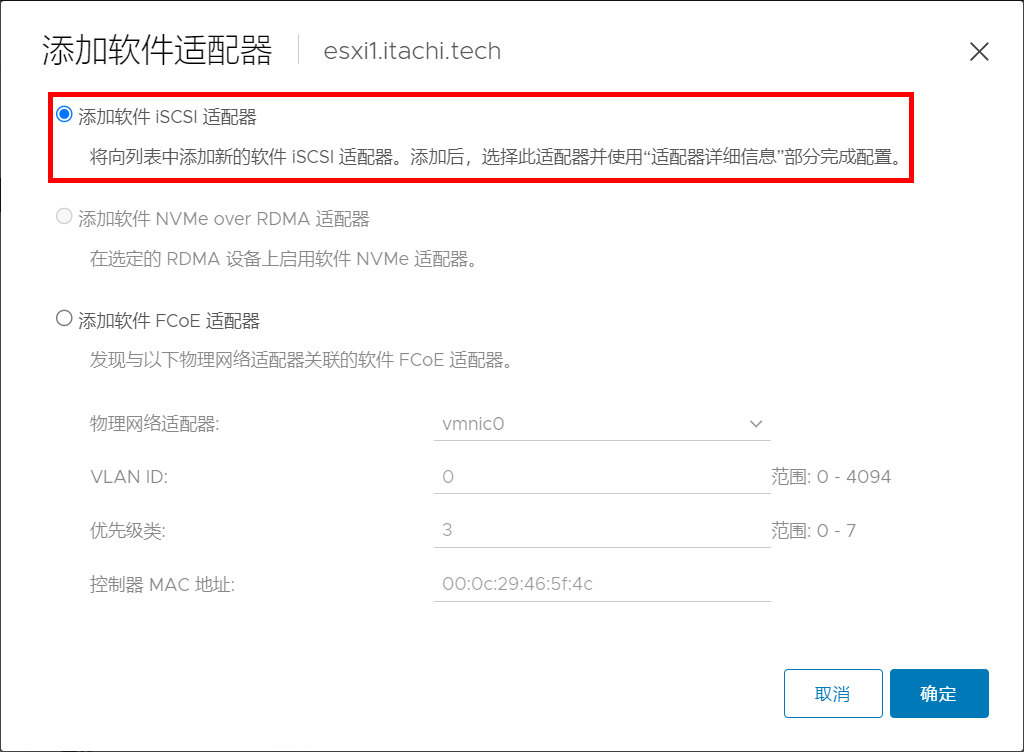 添加软件适配器 esxi1.itachi.tech
添加软件 iSCSI 适配器
将向列表中添加新的软件 iSCSI 适配器。添加后，选择此适配器并使用“适配器详细信息”部分完成配置。
添加软件 NVMe over RDMA 适配器
在选定的 RDMA 设备上启用软件 NVMe 适配器。
添加软件 FCoE 适配器
发现与以下物理网络适配器关联的软件 FCoE 适配器。
物理网络适配器: vmnic0
VLAN ID: 0 范围: 0 - 4094
优先级类: 3 范围: 0 - 7
控制器 MAC 地址: 00:0c:29:46:5f:4c
取消 确定